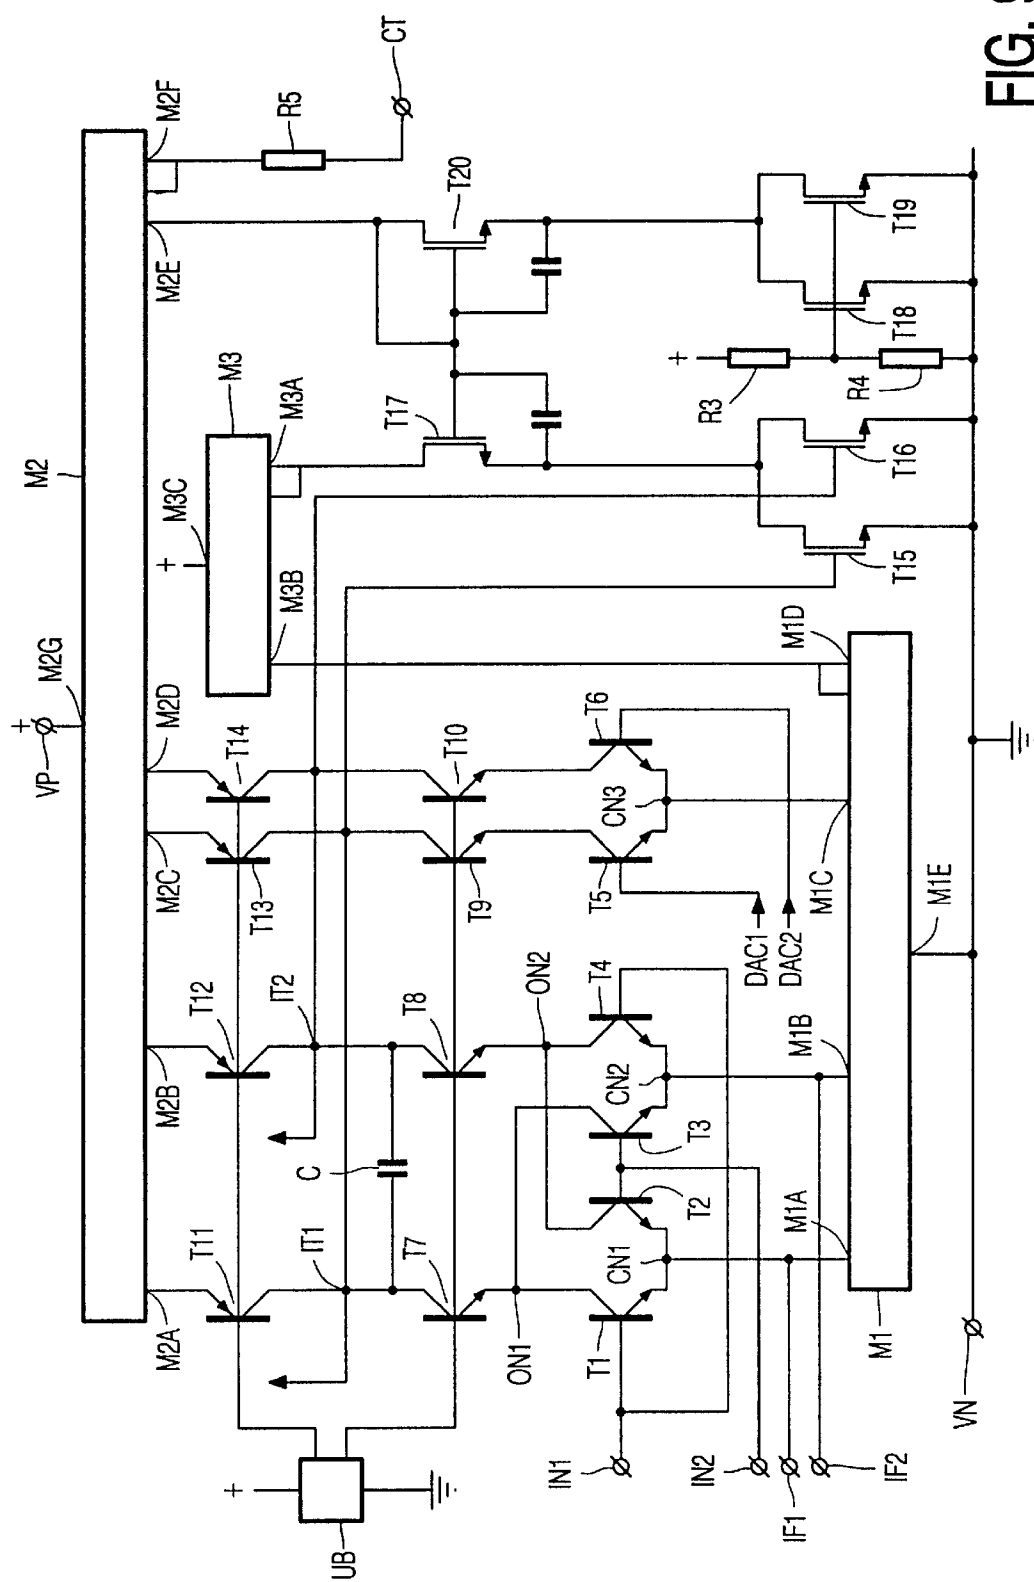 VP
M2G
M2
M2A
M2B
M2C
M2D
M2E
M2F
+
+
M3C
M3
M3B
M3A
R5
CT
T11
T12
T13
T14
T17
T20
UB
+
IT1
IT2
C
T7
T8
T9
T10
ON1
ON2
T1
T2
T3
T4
T5
T6
CN1
CN2
CN3
IN1
IN2
IF1
IF2
DAC1
DAC2
M1A
M1B
M1C
M1D
M1E
M1
T15
T16
R3
+
R4
T18
T19
VN
FIG.